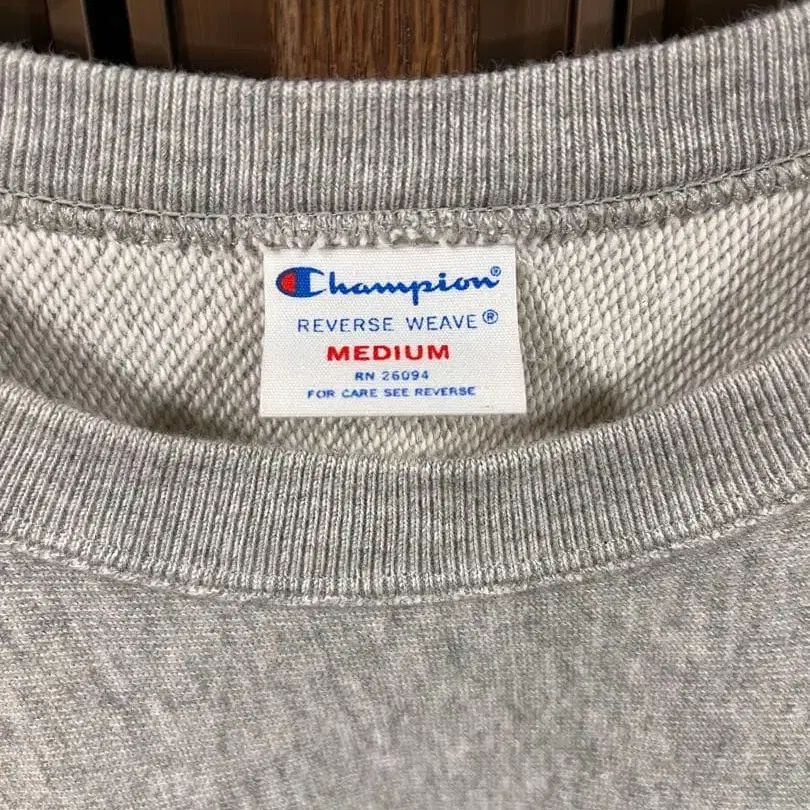 Champion®
REVERSE WEAVE®
MEDIUM
RN 26094
FOR CARE SEE REVERSE